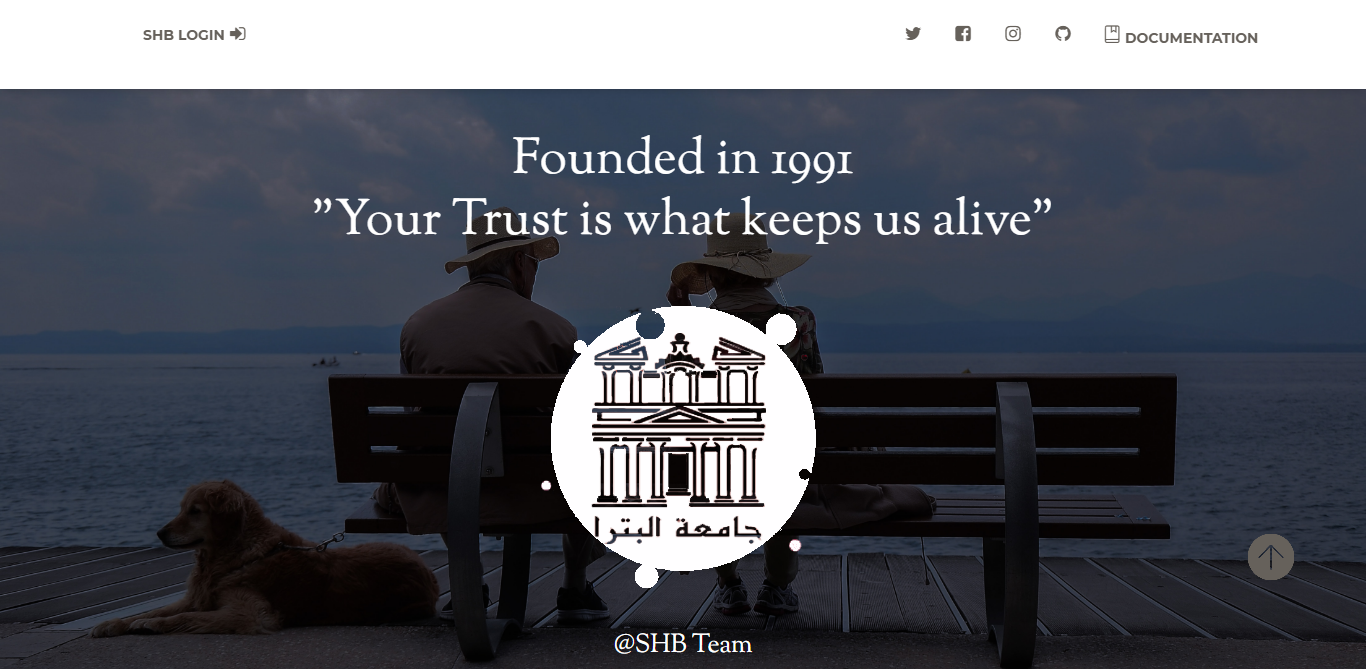 SHB LOGIN
DOCUMENTATION
Founded in 1991
”Your Trust is what keeps us alive”
جامعة البترا
@SHB Team